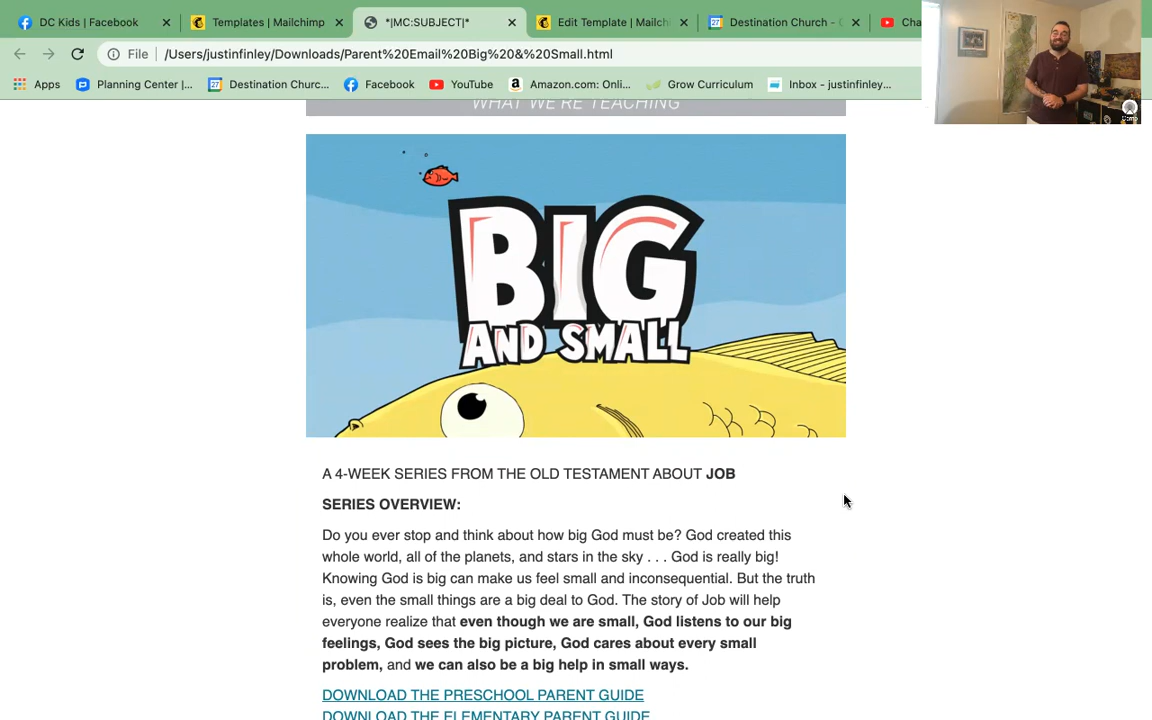 DC Kids | Facebook
Templates | Mailchimp
*|MC:SUBJECT|*
Edit Template | Mailchi
Destination Church -
Cha
File
/Users/justinfinley/Downloads/Parent%20Email%20Big%20&%20Small.html
Apps
Planning Center |...
Destination Churc...
Facebook
YouTube
Amazon.com: Onli...
Grow Curriculum
Inbox - justinfinley...
WHAT WE'RE TEACHING
BIG
AND SMALL
A 4-WEEK SERIES FROM THE OLD TESTAMENT ABOUT JOB
SERIES OVERVIEW:
Do you ever stop and think about how big God must be? God created this
whole world, all of the planets, and stars in the sky . . . God is really big!
Knowing God is big can make us feel small and inconsequential. But the truth
is, even the small things are a big deal to God. The story of Job will help
everyone realize that even though we are small, God listens to our big
feelings, God sees the big picture, God cares about every small
problem, and we can also be a big help in small ways.
DOWNLOAD THE PRESCHOOL PARENT GUIDE
DOWNLOAD THE ELEMENTARY PARENT GUIDE